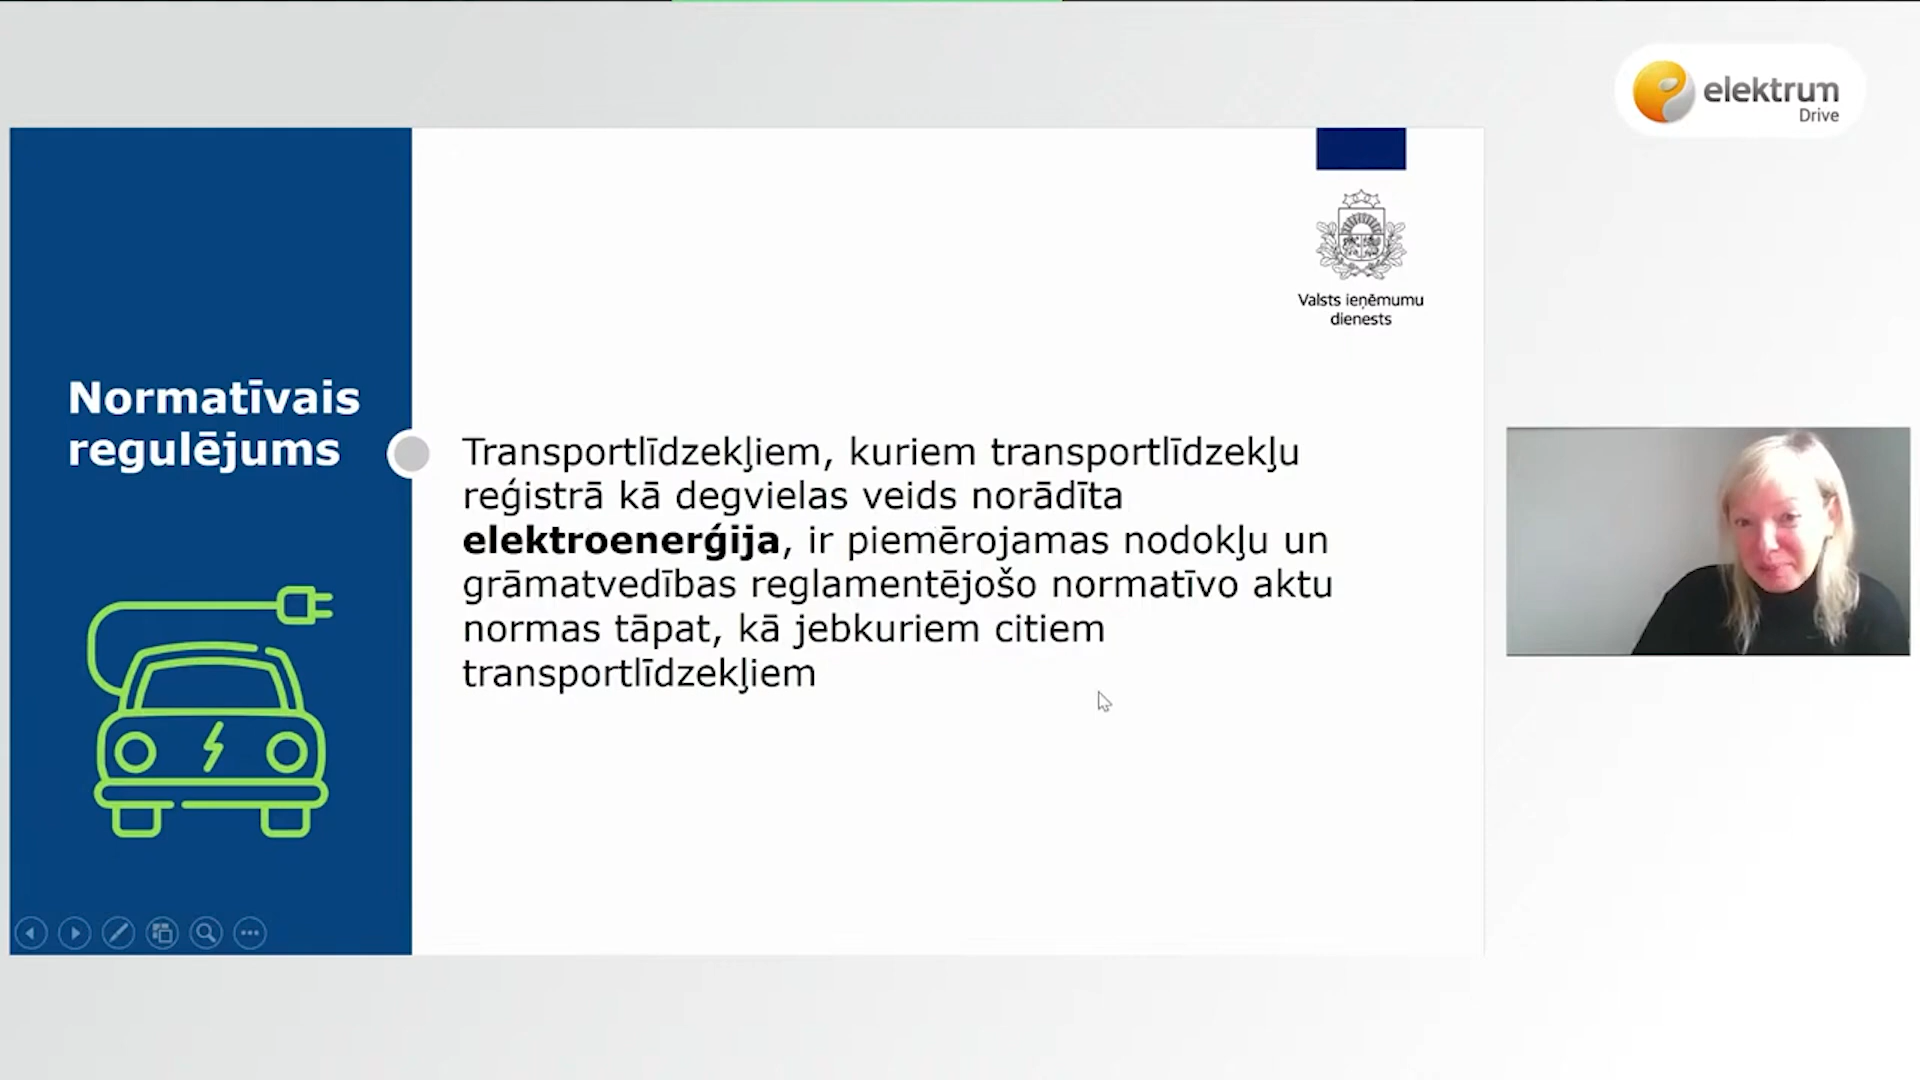 elektrum
Drive
Valsts ieņēmumu
dienests
Normatīvais
regulējums
Transportlīdzekļiem, kuriem transportlīdzekļu
reģistrā kā degvielas veids norādīta
elektroenerģija, ir piemērojamas nodokļu un
grāmatvedības reglamentējošo normatīvo aktu
normas tāpat, kā jebkuriem citiem
transportlīdzekļiem